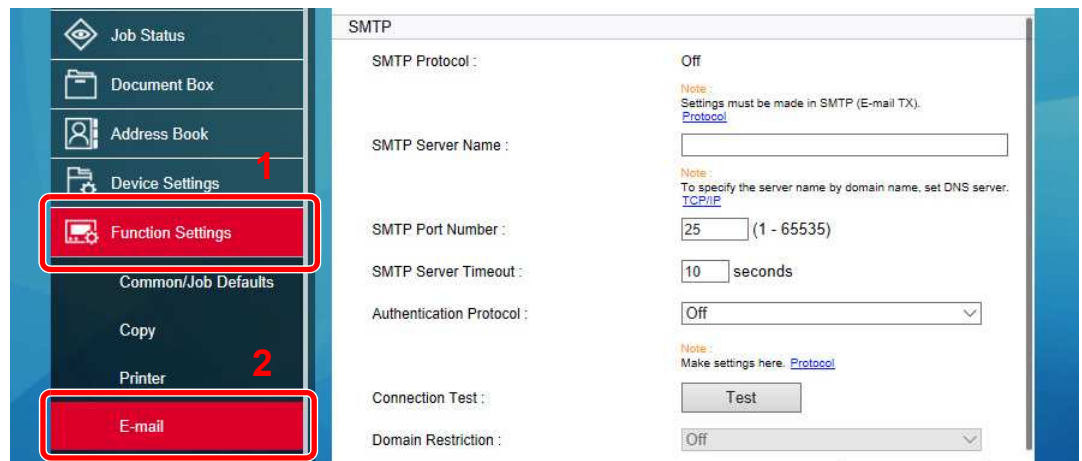 Job Status
Document Box
Address Book
1
Device Settings
Function Settings
Common/Job Defaults
Copy
2
Printer
E-mail
SMTP
SMTP Protocol : Off
Note :
Settings must be made in SMTP (E-mail TX).
Protocol
SMTP Server Name :
Note :
To specify the server name by domain name, set DNS server.
TCP/IP
SMTP Port Number : 25 (1 - 65535)
SMTP Server Timeout : 10 seconds
Authentication Protocol : Off
Note :
Make settings here. Protocol
Connection Test : Test
Domain Restriction : Off